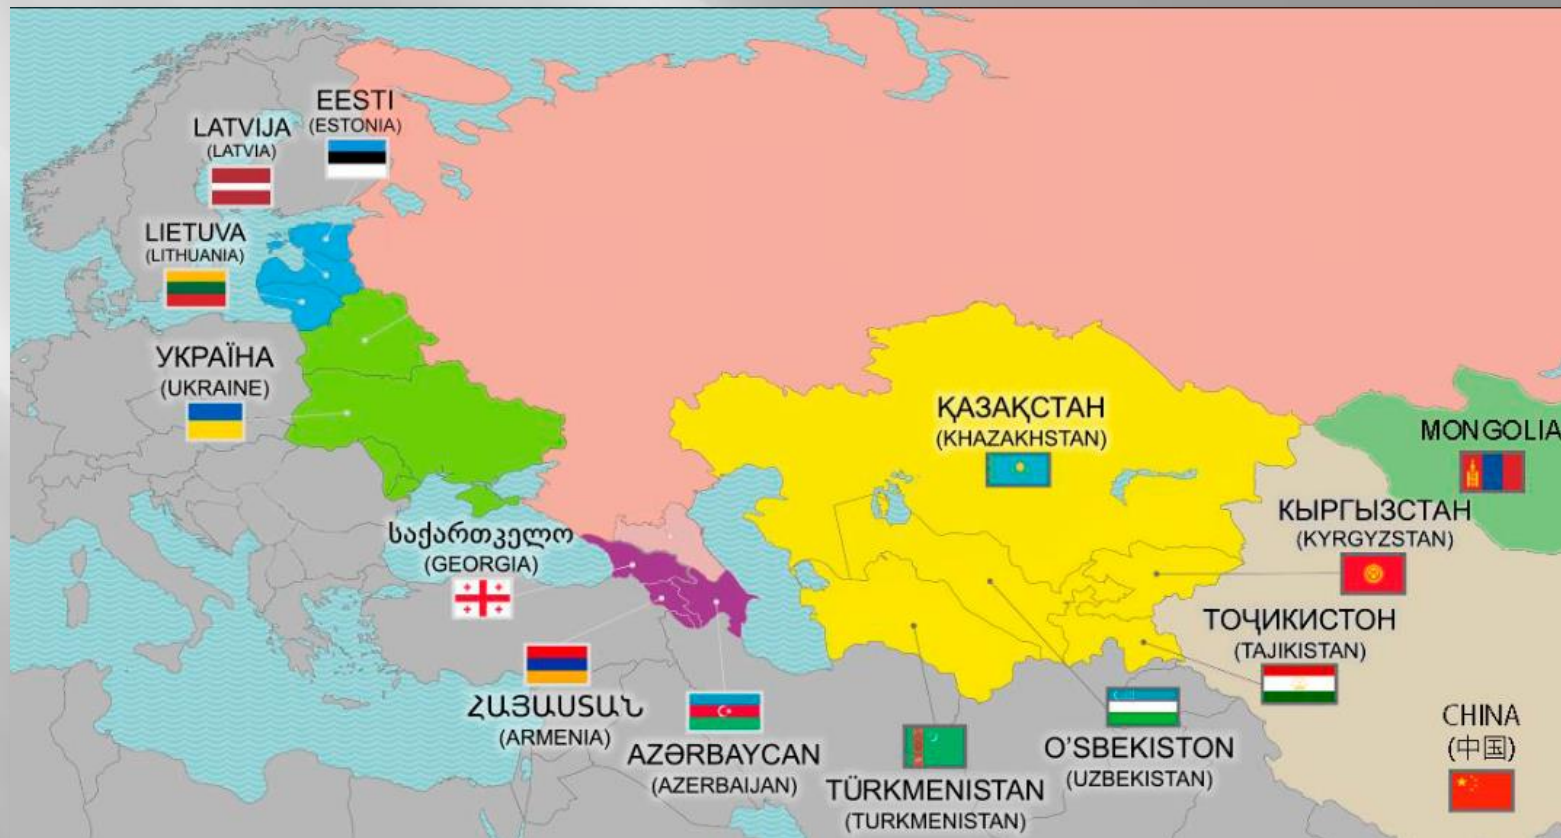 EESTI
(ESTONIA)
LATVIJA
(LATVIA)
LIETUVA
(LITHUANIA)
УКРАЇНА
(UKRAINE)
ҚАЗАҚСТАН
(KHAZAKHSTAN)
MONGOLIA
КЫРГЫЗСТАН
(KYRGYZSTAN)
საქართველო
(GEORGIA)
ТОҶИКИСТОН
(TAJIKISTAN)
ՀԱՅԱՍՏԱՆ
(ARMENIA)
AZƏRBAYCAN
(AZERBAIJAN)
TÜRKMENISTAN
(TURKMENISTAN)
O'SBEKISTON
(UZBEKISTAN)
CHINA
(中国)